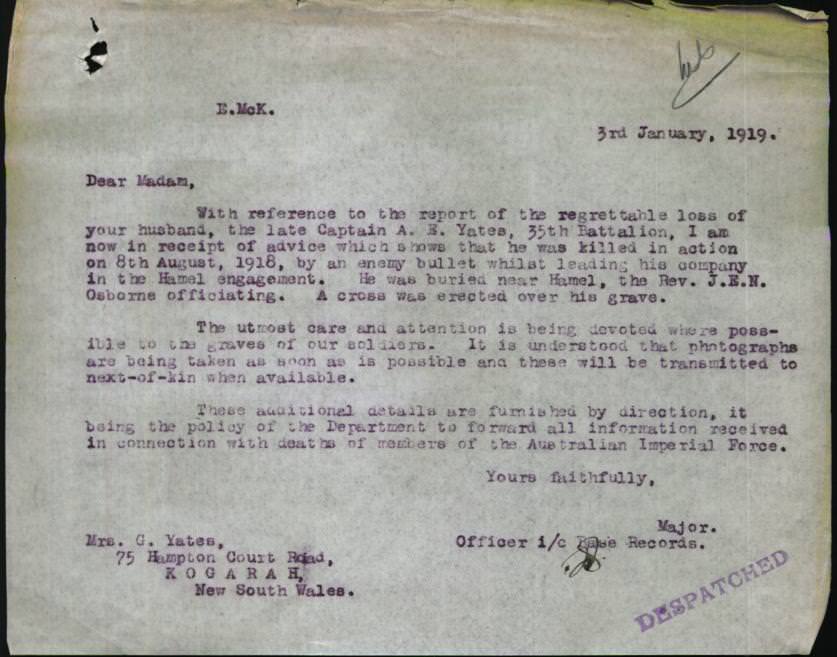 E.McK.
3rd January, 1919.
Dear Madam,
With reference to the report of the regrettable loss of
your husband, the late Captain A. E. Yates, 35th Battalion, I am
now in receipt of advice which shows that he was killed in action
on 8th August, 1918, by an enemy bullet whilst leading his company
in the Hamel engagement. He was buried near Hamel, the Rev. J.E.N.
Osborne officiating. A cross was erected over his grave.
The utmost care and attention is being devoted where poss-
ible to the graves of our soldiers. It is understood that photographs
are being taken as soon as is possible and these will be transmitted to
next-of-kin when available.
These additional details are furnished by direction, it
being the policy of the Department to forward all information received
in connection with deaths of members of the Australian Imperial Force.
Yours faithfully,
Major.
Officer i/c Base Records.
Mrs. G. Yates,
75 Hampton Court Road,
KOGARAH,
New South Wales.
DESPATCHED